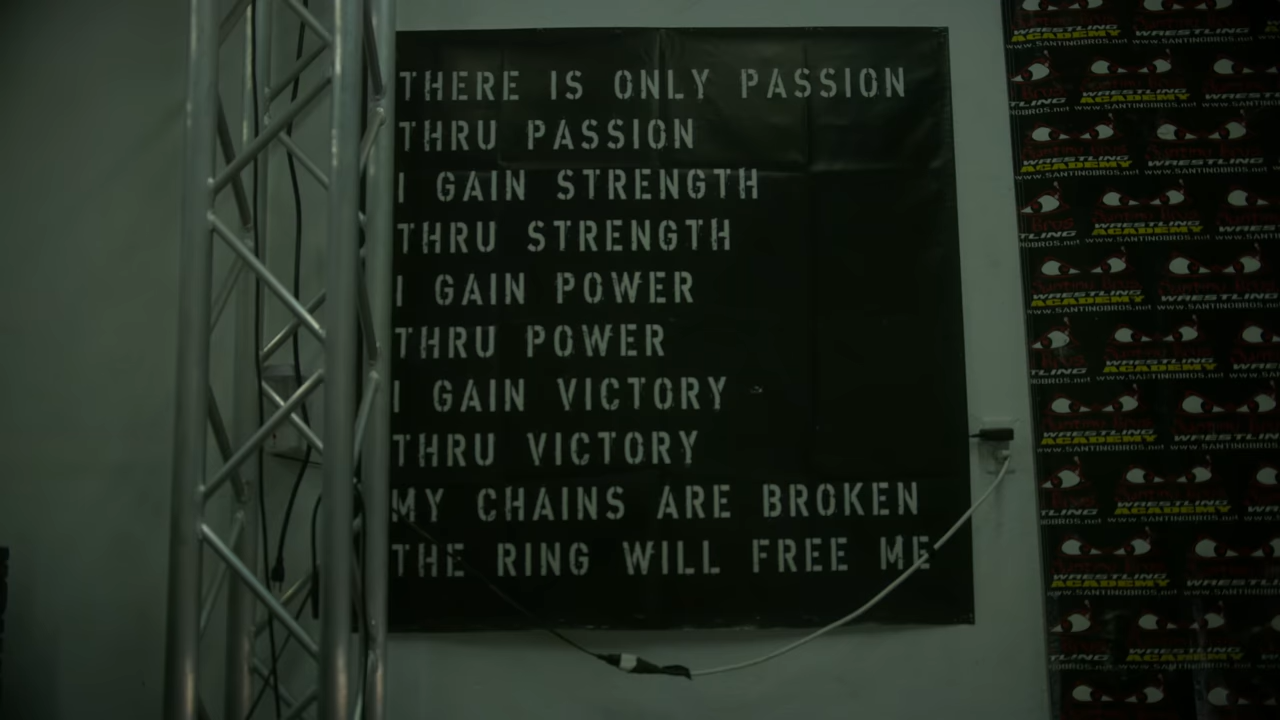 THERE IS ONLY PASSION
THRU PASSION
I GAIN STRENGTH
THRU STRENGTH
I GAIN POWER
THRU POWER
I GAIN VICTORY
THRU VICTORY
MY CHAINS ARE BROKEN
THE RING WILL FREE ME
WRESTLING
ACADEMY
WWW.SANTINOBROS.net